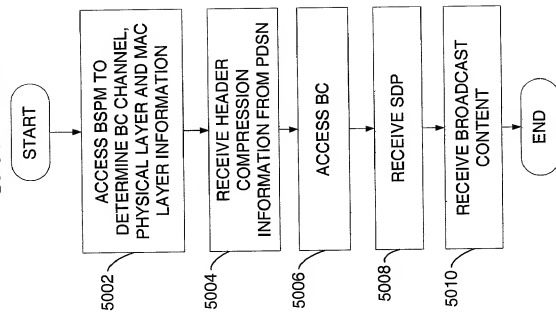 START
5002
ACCESS BSPM TO
DETERMINE BC CHANNEL,
PHYSICAL LAYER AND MAC
LAYER INFORMATION
5004
RECEIVE HEADER
COMPRESSION
INFORMATION FROM PDSN
5006
ACCESS BC
5008
RECEIVE SDP
5010
RECEIVE BROADCAST
CONTENT
END